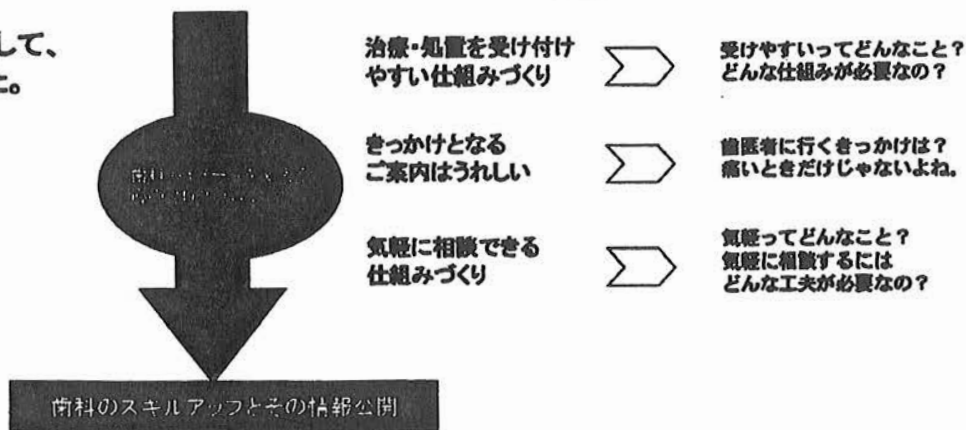 して、
た。
治療・処置を受け付け
やすい仕組みづくり
受けやすいってどんなこと？
どんな仕組みが必要なの？
きっかけとなる
ご案内はうれしい
歯医者に行くきっかけは？
痛いときだけじゃないよね。
気軽に相談できる
仕組みづくり
気軽ってどんなこと？
気軽に相談するには
どんな工夫が必要なの？
歯科のスキルアップとその情報公開